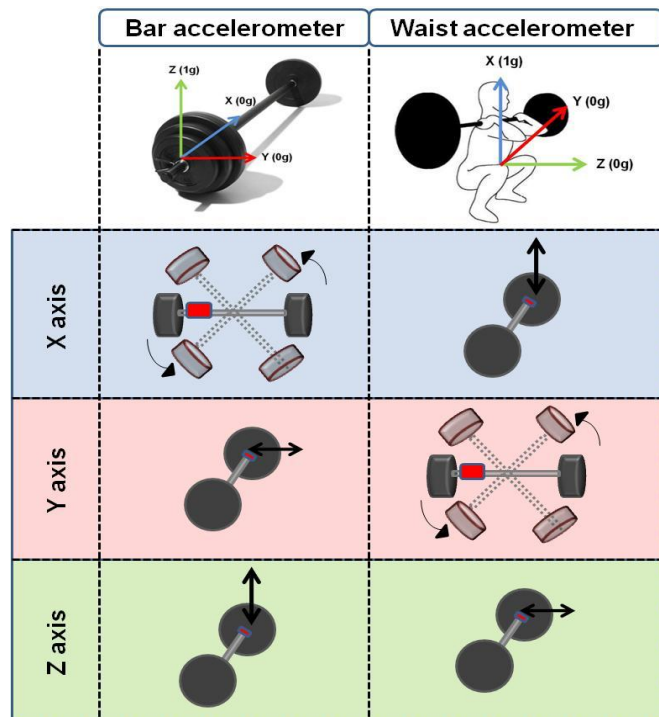 Bar accelerometer
Waist accelerometer
Z (1g)
X (0g)
Y (0g)
X (1g)
Y (0g)
Z (0g)
X axis
Y axis
Z axis